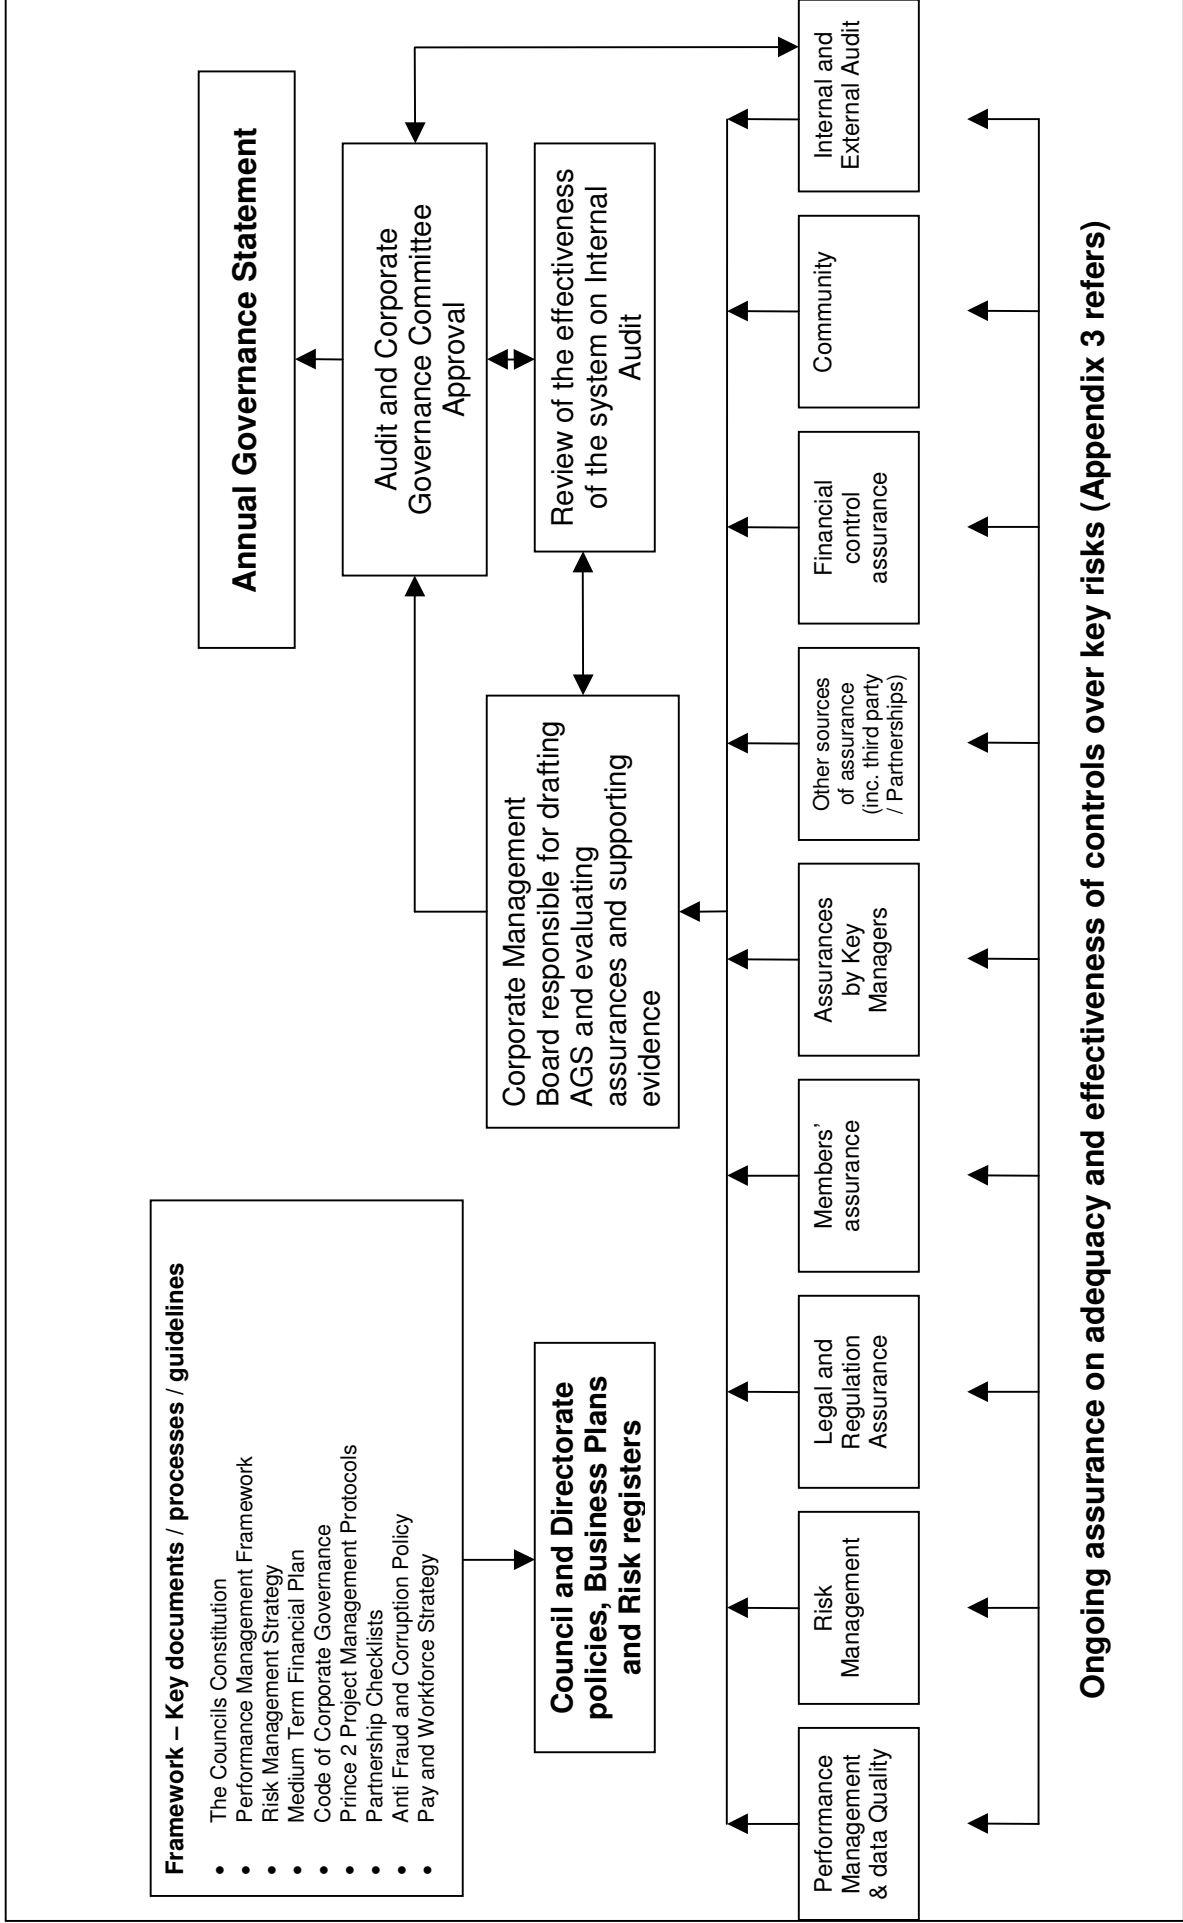 Annual Governance Statement
Framework – Key documents / processes / guidelines
• The Councils Constitution
• Performance Management Framework
• Risk Management Strategy
• Medium Term Financial Plan
• Code of Corporate Governance
• Prince 2 Project Management Protocols
• Partnership Checklists
• Anti Fraud and Corruption Policy
• Pay and Workforce Strategy
Audit and Corporate
Governance Committee
Approval
Corporate Management
Board responsible for drafting
AGS and evaluating
assurances and supporting
evidence
Review of the effectiveness
of the system on Internal
Audit
Council and Directorate
policies, Business Plans
and Risk registers
Performance
Management
& data Quality
Risk
Management
Legal and
Regulation
Assurance
Members’
assurance
Assurances
by Key
Managers
Other sources
of assurance
(inc. third party
/ Partnerships)
Financial
control
assurance
Community
Internal and
External Audit
Ongoing assurance on adequacy and effectiveness of controls over key risks (Appendix 3 refers)